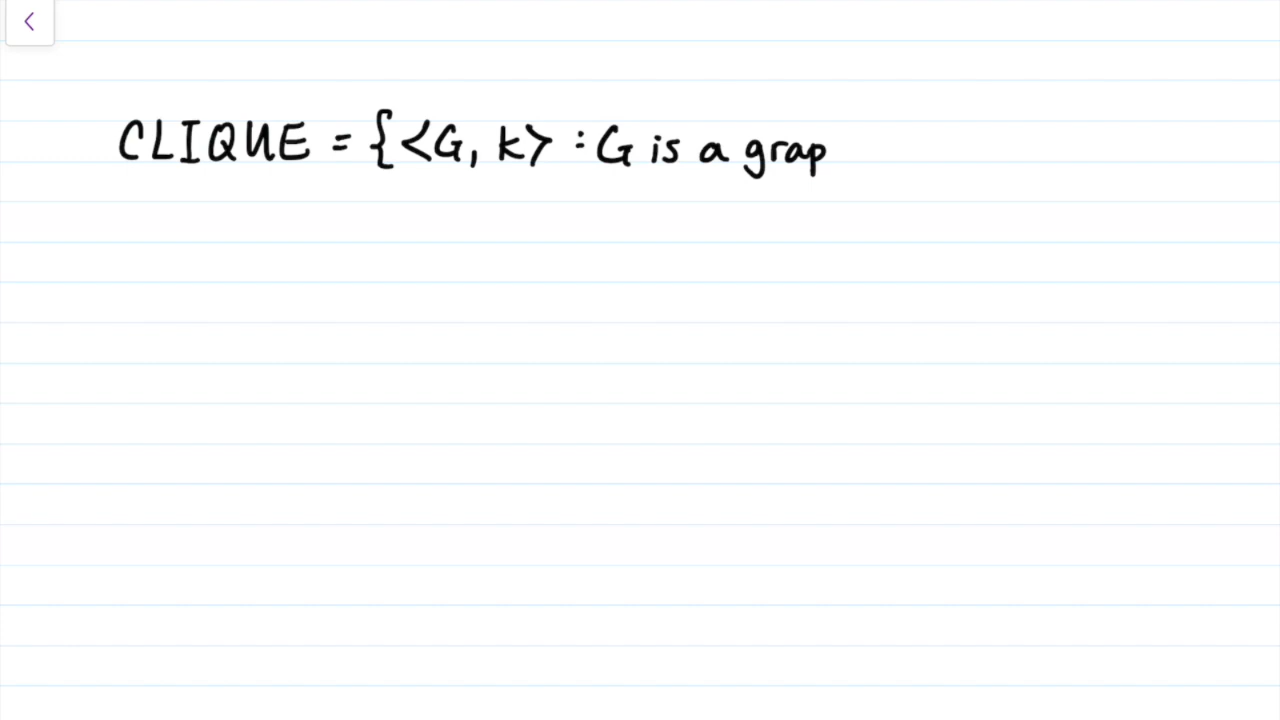 CLIQUE = {<G, k> : G is a grap